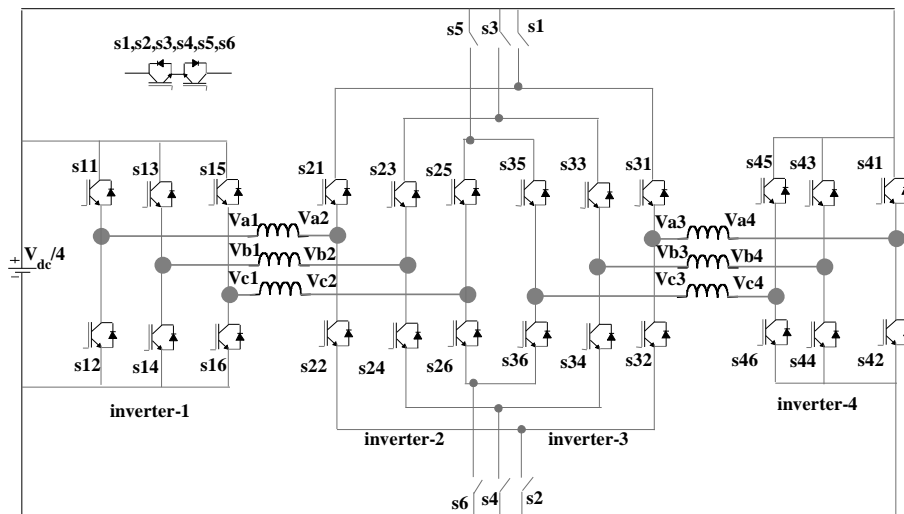 s5 s3 s1
s1,s2,s3,s4,s5,s6
s11 s13 s15 s21 s23 s25 s35 s33 s31 s45 s43 s41
Va1 Va2 Va3 Va4
Vb1 Vb2 Vb3 Vb4
Vdc/4
Vc1 Vc2 Vc3 Vc4
s12 s14 s16 s22 s24 s26 s36 s34 s32 s46 s44 s42
inverter-1 inverter-2 inverter-3 inverter-4
s6 s4 s2